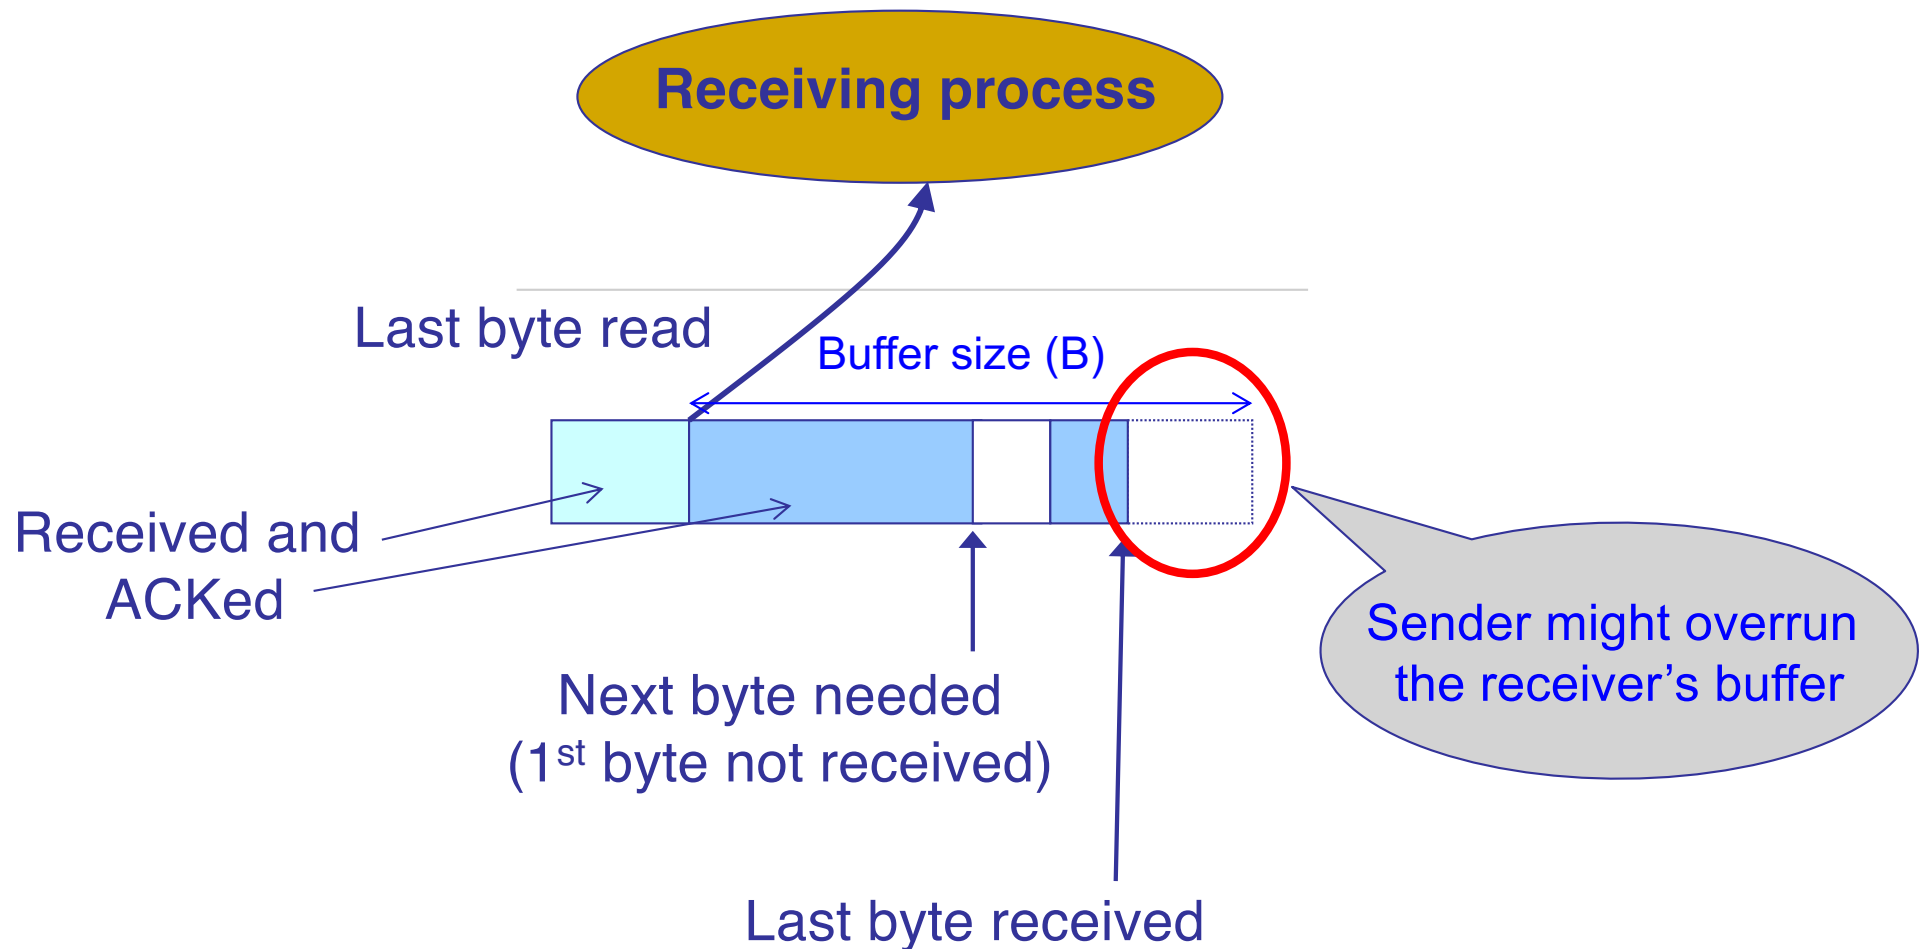 Receiving process
Last byte read
Buffer size (B)
Received and
ACKed
Sender might overrun
the receiver’s buffer
Next byte needed
(1st byte not received)
Last byte received